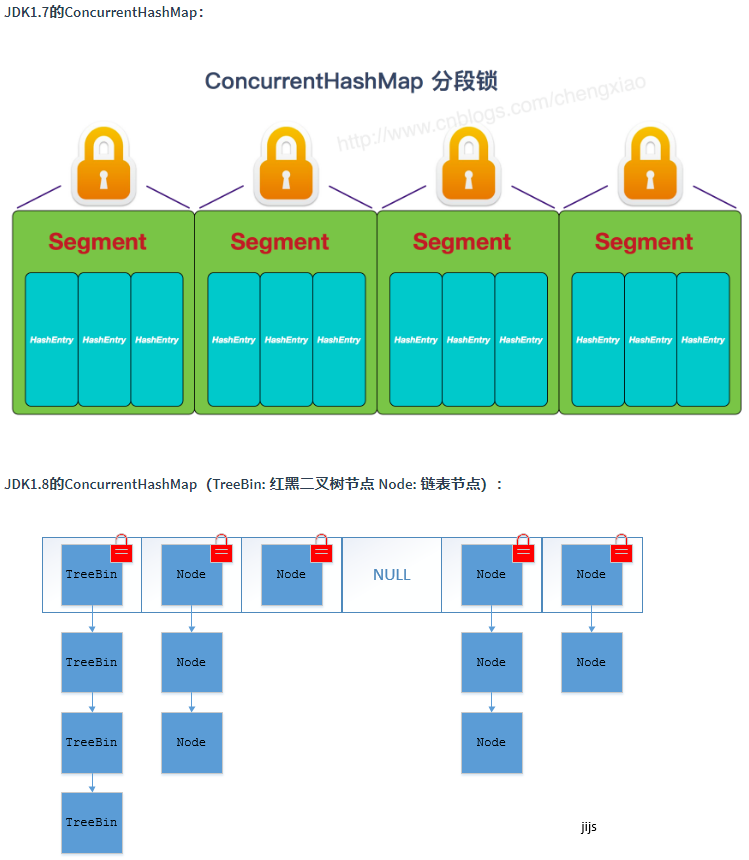 JDK1.7的ConcurrentHashMap：
ConcurrentHashMap 分段锁
http://www.cnblogs.com/chengxiao
Segment Segment Segment Segment
HashEntry HashEntry HashEntry HashEntry HashEntry HashEntry HashEntry HashEntry HashEntry HashEntry HashEntry HashEntry
JDK1.8的ConcurrentHashMap（TreeBin: 红黑二叉树节点 Node: 链表节点）：
TreeBin Node Node NULL Node Node
TreeBin Node Node Node
TreeBin Node Node
TreeBin
jijs